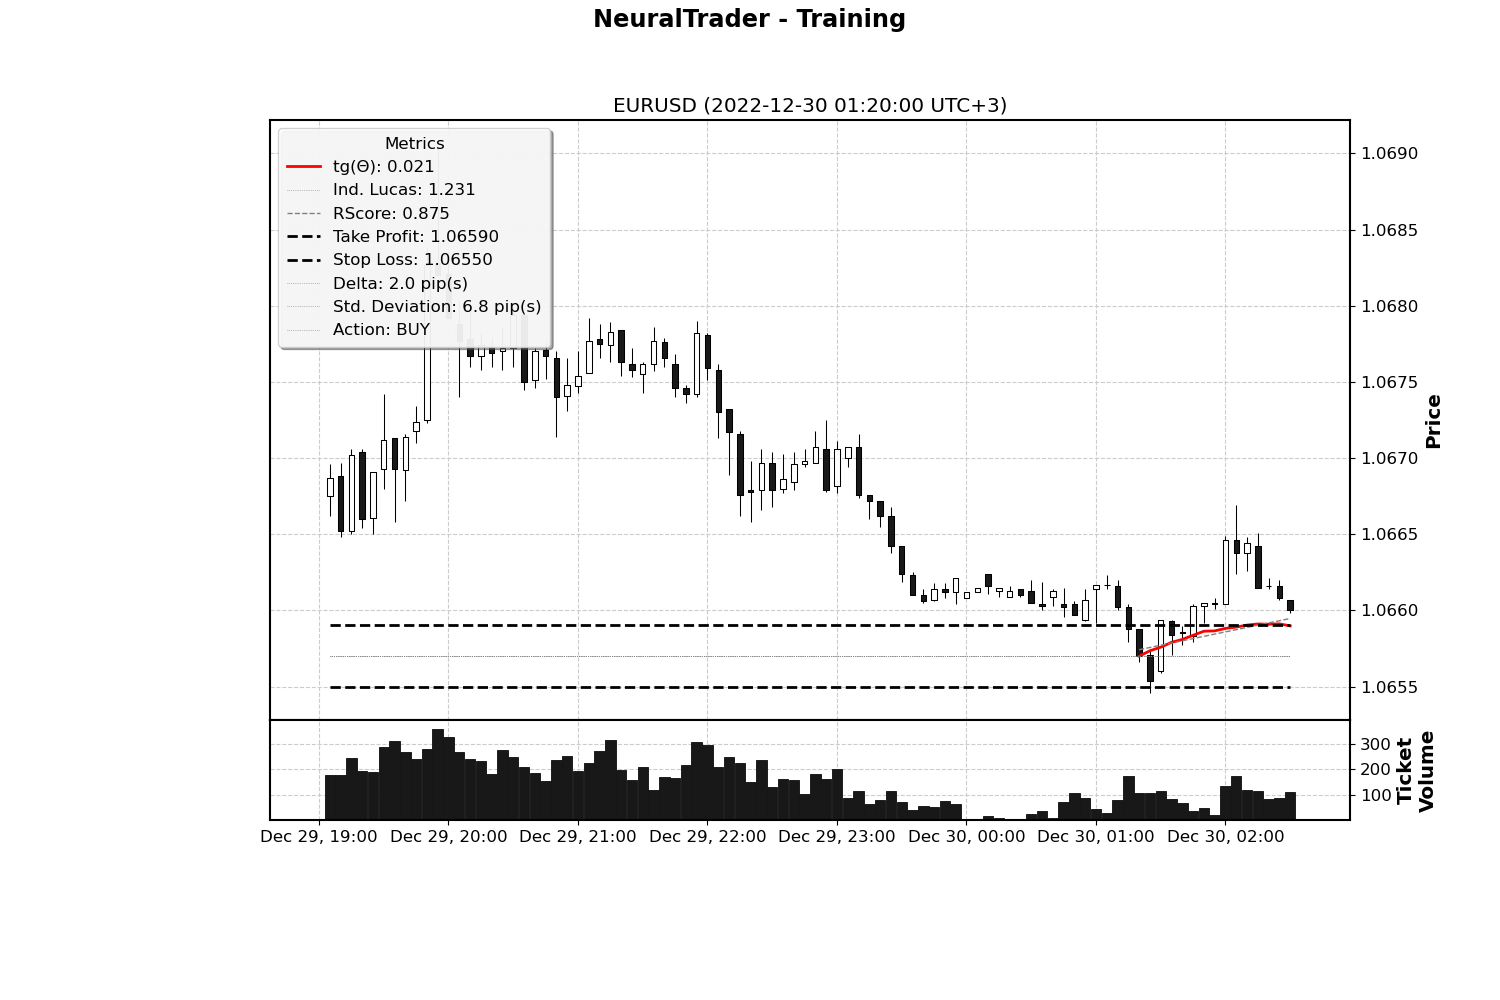 NeuralTrader - Training
EURUSD (2022-12-30 01:20:00 UTC+3)
Metrics
tg(Θ): 0.021
Ind. Lucas: 1.231
RScore: 0.875
Take Profit: 1.06590
Stop Loss: 1.06550
Delta: 2.0 pip(s)
Std. Deviation: 6.8 pip(s)
Action: BUY
1.0690
1.0685
1.0680
1.0675
1.0670
1.0665
1.0660
1.0655
Price
300
200
100
Ticket
Volume
Dec 29, 19:00
Dec 29, 20:00
Dec 29, 21:00
Dec 29, 22:00
Dec 29, 23:00
Dec 30, 00:00
Dec 30, 01:00
Dec 30, 02:00